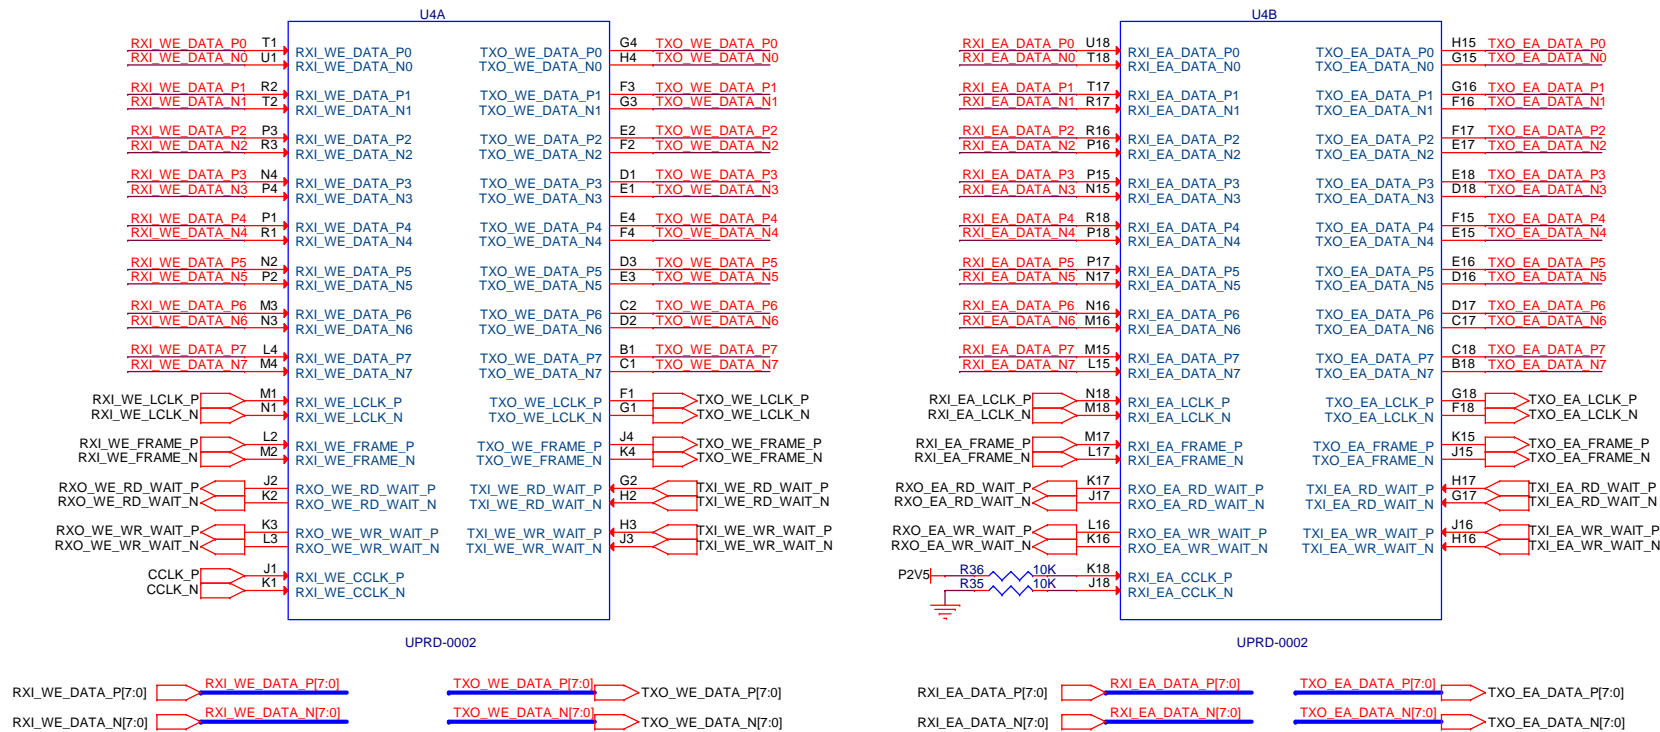 U4A
RXI_WE_DATA_P0 T1 RXI_WE_DATA_P0 TXO_WE_DATA_P0 G4 TXO_WE_DATA_P0
RXI_WE_DATA_N0 U1 RXI_WE_DATA_N0 TXO_WE_DATA_N0 H4 TXO_WE_DATA_N0
RXI_WE_DATA_P1 R2 RXI_WE_DATA_P1 TXO_WE_DATA_P1 F3 TXO_WE_DATA_P1
RXI_WE_DATA_N1 T2 RXI_WE_DATA_N1 TXO_WE_DATA_N1 G3 TXO_WE_DATA_N1
RXI_WE_DATA_P2 P3 RXI_WE_DATA_P2 TXO_WE_DATA_P2 E2 TXO_WE_DATA_P2
RXI_WE_DATA_N2 R3 RXI_WE_DATA_N2 TXO_WE_DATA_N2 F2 TXO_WE_DATA_N2
RXI_WE_DATA_P3 N4 RXI_WE_DATA_P3 TXO_WE_DATA_P3 D1 TXO_WE_DATA_P3
RXI_WE_DATA_N3 P4 RXI_WE_DATA_N3 TXO_WE_DATA_N3 E1 TXO_WE_DATA_N3
RXI_WE_DATA_P4 P1 RXI_WE_DATA_P4 TXO_WE_DATA_P4 E4 TXO_WE_DATA_P4
RXI_WE_DATA_N4 R1 RXI_WE_DATA_N4 TXO_WE_DATA_N4 F4 TXO_WE_DATA_N4
RXI_WE_DATA_P5 N2 RXI_WE_DATA_P5 TXO_WE_DATA_P5 D3 TXO_WE_DATA_P5
RXI_WE_DATA_N5 P2 RXI_WE_DATA_N5 TXO_WE_DATA_N5 E3 TXO_WE_DATA_N5
RXI_WE_DATA_P6 M3 RXI_WE_DATA_P6 TXO_WE_DATA_P6 C2 TXO_WE_DATA_P6
RXI_WE_DATA_N6 N3 RXI_WE_DATA_N6 TXO_WE_DATA_N6 D2 TXO_WE_DATA_N6
RXI_WE_DATA_P7 L4 RXI_WE_DATA_P7 TXO_WE_DATA_P7 B1 TXO_WE_DATA_P7
RXI_WE_DATA_N7 M4 RXI_WE_DATA_N7 TXO_WE_DATA_N7 C1 TXO_WE_DATA_N7
RXI_WE_LCLK_P M1 RXI_WE_LCLK_P TXO_WE_LCLK_P F1 TXO_WE_LCLK_P
RXI_WE_LCLK_N N1 RXI_WE_LCLK_N TXO_WE_LCLK_N G1 TXO_WE_LCLK_N
RXI_WE_FRAME_P L2 RXI_WE_FRAME_P TXO_WE_FRAME_P J4 TXO_WE_FRAME_P
RXI_WE_FRAME_N M2 RXI_WE_FRAME_N TXO_WE_FRAME_N K4 TXO_WE_FRAME_N
RXO_WE_RD_WAIT_P J2 RXO_WE_RD_WAIT_P TXI_WE_RD_WAIT_P G2 TXI_WE_RD_WAIT_P
RXO_WE_RD_WAIT_N K2 RXO_WE_RD_WAIT_N TXI_WE_RD_WAIT_N H2 TXI_WE_RD_WAIT_N
RXO_WE_WR_WAIT_P K3 RXO_WE_WR_WAIT_P TXI_WE_WR_WAIT_P H3 TXI_WE_WR_WAIT_P
RXO_WE_WR_WAIT_N L3 RXO_WE_WR_WAIT_N TXI_WE_WR_WAIT_N J3 TXI_WE_WR_WAIT_N
CCLK_P J1 RXI_WE_CCLK_P
CCLK_N K1 RXI_WE_CCLK_N
UPRD-0002
RXI_WE_DATA_P[7:0] RXI_WE_DATA_P[7:0] TXO_WE_DATA_P[7:0] TXO_WE_DATA_P[7:0]
RXI_WE_DATA_N[7:0] RXI_WE_DATA_N[7:0] TXO_WE_DATA_N[7:0] TXO_WE_DATA_N[7:0]
U4B
RXI_EA_DATA_P0 U18 RXI_EA_DATA_P0 TXO_EA_DATA_P0 H15 TXO_EA_DATA_P0
RXI_EA_DATA_N0 T18 RXI_EA_DATA_N0 TXO_EA_DATA_N0 G15 TXO_EA_DATA_N0
RXI_EA_DATA_P1 T17 RXI_EA_DATA_P1 TXO_EA_DATA_P1 G16 TXO_EA_DATA_P1
RXI_EA_DATA_N1 R17 RXI_EA_DATA_N1 TXO_EA_DATA_N1 F16 TXO_EA_DATA_N1
RXI_EA_DATA_P2 R16 RXI_EA_DATA_P2 TXO_EA_DATA_P2 F17 TXO_EA_DATA_P2
RXI_EA_DATA_N2 P16 RXI_EA_DATA_N2 TXO_EA_DATA_N2 E17 TXO_EA_DATA_N2
RXI_EA_DATA_P3 P15 RXI_EA_DATA_P3 TXO_EA_DATA_P3 E18 TXO_EA_DATA_P3
RXI_EA_DATA_N3 N15 RXI_EA_DATA_N3 TXO_EA_DATA_N3 D18 TXO_EA_DATA_N3
RXI_EA_DATA_P4 R18 RXI_EA_DATA_P4 TXO_EA_DATA_P4 F15 TXO_EA_DATA_P4
RXI_EA_DATA_N4 P18 RXI_EA_DATA_N4 TXO_EA_DATA_N4 E15 TXO_EA_DATA_N4
RXI_EA_DATA_P5 P17 RXI_EA_DATA_P5 TXO_EA_DATA_P5 E16 TXO_EA_DATA_P5
RXI_EA_DATA_N5 N17 RXI_EA_DATA_N5 TXO_EA_DATA_N5 D16 TXO_EA_DATA_N5
RXI_EA_DATA_P6 N16 RXI_EA_DATA_P6 TXO_EA_DATA_P6 D17 TXO_EA_DATA_P6
RXI_EA_DATA_N6 M16 RXI_EA_DATA_N6 TXO_EA_DATA_N6 C17 TXO_EA_DATA_N6
RXI_EA_DATA_P7 M15 RXI_EA_DATA_P7 TXO_EA_DATA_P7 C18 TXO_EA_DATA_P7
RXI_EA_DATA_N7 L15 RXI_EA_DATA_N7 TXO_EA_DATA_N7 B18 TXO_EA_DATA_N7
RXI_EA_LCLK_P N18 RXI_EA_LCLK_P TXO_EA_LCLK_P G18 TXO_EA_LCLK_P
RXI_EA_LCLK_N M18 RXI_EA_LCLK_N TXO_EA_LCLK_N F18 TXO_EA_LCLK_N
RXI_EA_FRAME_P M17 RXI_EA_FRAME_P TXO_EA_FRAME_P K15 TXO_EA_FRAME_P
RXI_EA_FRAME_N L17 RXI_EA_FRAME_N TXO_EA_FRAME_N J15 TXO_EA_FRAME_N
RXO_EA_RD_WAIT_P K17 RXO_EA_RD_WAIT_P TXI_EA_RD_WAIT_P H17 TXI_EA_RD_WAIT_P
RXO_EA_RD_WAIT_N J17 RXO_EA_RD_WAIT_N TXI_EA_RD_WAIT_N G17 TXI_EA_RD_WAIT_N
RXO_EA_WR_WAIT_P L16 RXO_EA_WR_WAIT_P TXI_EA_WR_WAIT_P J16 TXI_EA_WR_WAIT_P
RXO_EA_WR_WAIT_N K16 RXO_EA_WR_WAIT_N TXI_EA_WR_WAIT_N H16 TXI_EA_WR_WAIT_N
P2V5 R36 10K K18 RXI_EA_CCLK_P
R35 10K J18 RXI_EA_CCLK_N
UPRD-0002
RXI_EA_DATA_P[7:0] RXI_EA_DATA_P[7:0] TXO_EA_DATA_P[7:0] TXO_EA_DATA_P[7:0]
RXI_EA_DATA_N[7:0] RXI_EA_DATA_N[7:0] TXO_EA_DATA_N[7:0] TXO_EA_DATA_N[7:0]